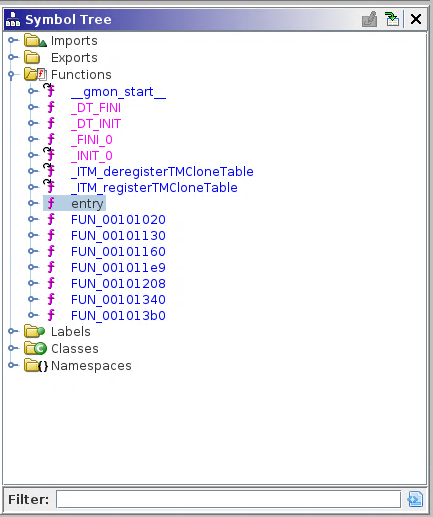 Symbol Tree
Imports
Exports
Functions
__gmon_start__
_DT_FINI
_DT_INIT
_FINI_0
_INIT_0
_ITM_deregisterTMCloneTable
_ITM_registerTMCloneTable
entry
FUN_00101020
FUN_00101130
FUN_00101160
FUN_001011e9
FUN_00101208
FUN_00101340
FUN_001013b0
Labels
Classes
Namespaces
Filter: